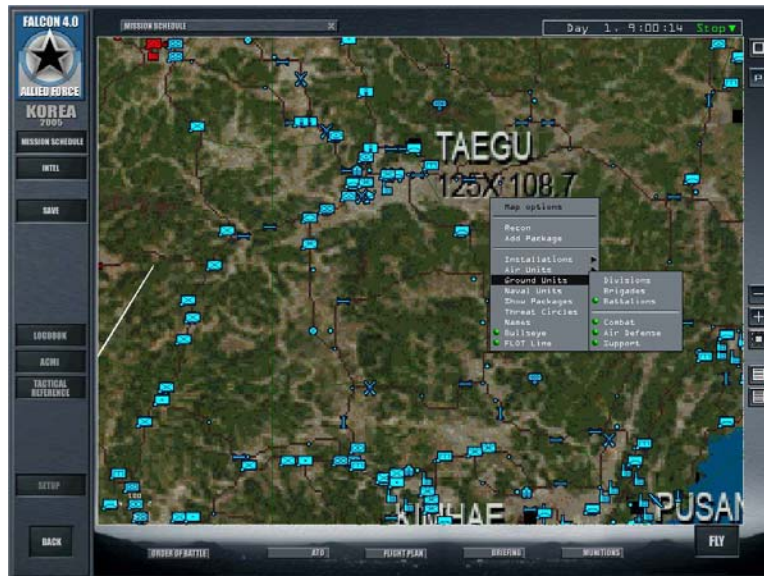 FALCON 4.0
ALLIED FORCE
KOREA
2005
MISSION SCHEDULE
INTEL
SAVE
LOGBOOK
ACMI
TACTICAL
REFERENCE
SETUP
BACK
MISSION SCHEDULE X
Day 1, 9:00:14 Stop
P
TAEGU
125X 108.7
Map options
Recon
Add Package
Installations
Air Units
Ground Units
Naval Units
Show Packages
Threat Circles
Names
Bullseye
FLOT Line
Divisions
Brigades
Battalions
Combat
Air Defense
Support
KIMHAE
PUSAN
ORDER OF BATTLE
ATO
FLIGHT PLAN
BRIEFING
MUNITIONS
FLY